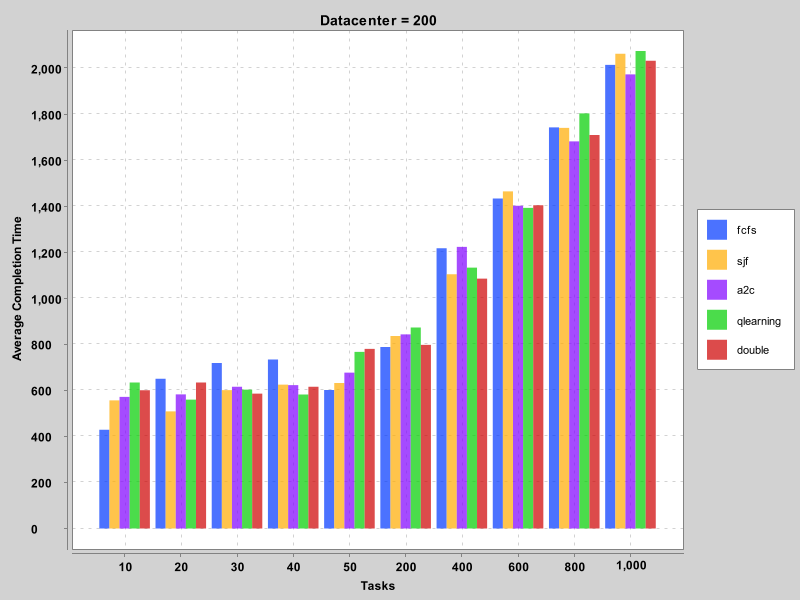 Datacenter = 200
Average Completion Time
2,000
1,800
1,600
1,400
1,200
1,000
800
600
400
200
0
10 20 30 40 50 200 400 600 800 1,000
Tasks
fcfs
sjf
a2c
qlearning
double